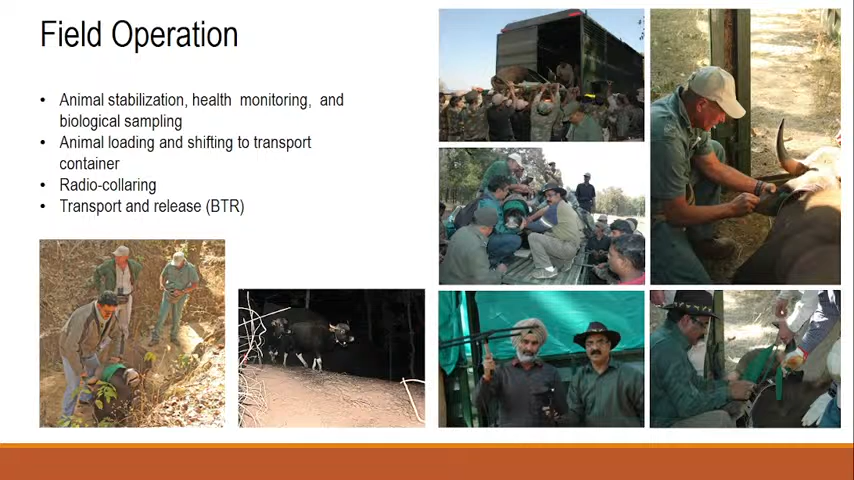 Field Operation
• Animal stabilization, health monitoring, and
biological sampling
• Animal loading and shifting to transport
container
• Radio-collaring
• Transport and release (BTR)